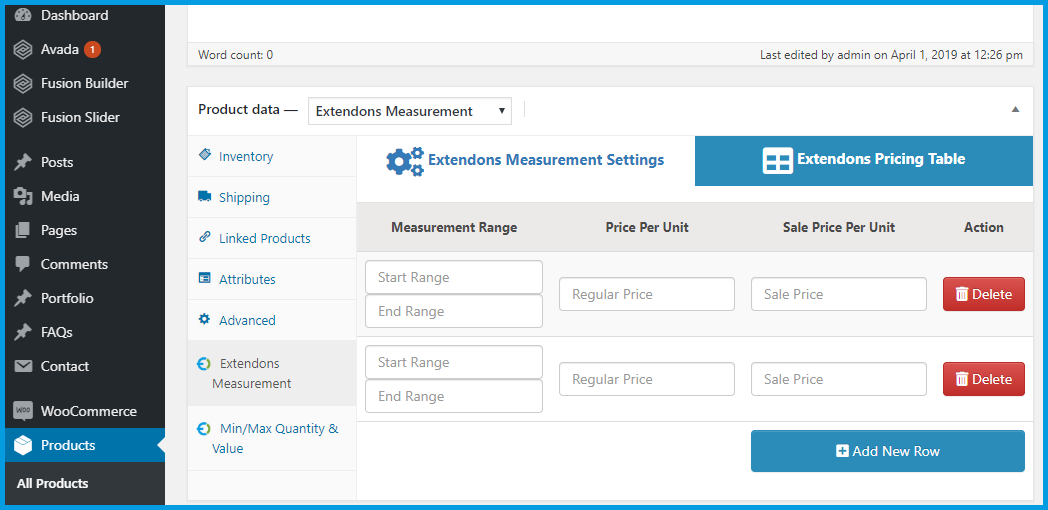 Dashboard
Avada 1
Fusion Builder
Fusion Slider
Posts
Media
Pages
Comments
Portfolio
FAQs
Contact
WOO WooCommerce
Products
All Products
Word count: 0
Last edited by admin on April 1, 2019 at 12:26 pm
Product data — Extendons Measurement
Inventory
Shipping
Linked Products
Attributes
Advanced
Extendons
Measurement
Min/Max Quantity &
Value
Extendons Measurement Settings
Extendons Pricing Table
Measurement Range Price Per Unit Sale Price Per Unit Action
Start Range
End Range
Regular Price
Sale Price
Delete
Start Range
End Range
Regular Price
Sale Price
Delete
Add New Row